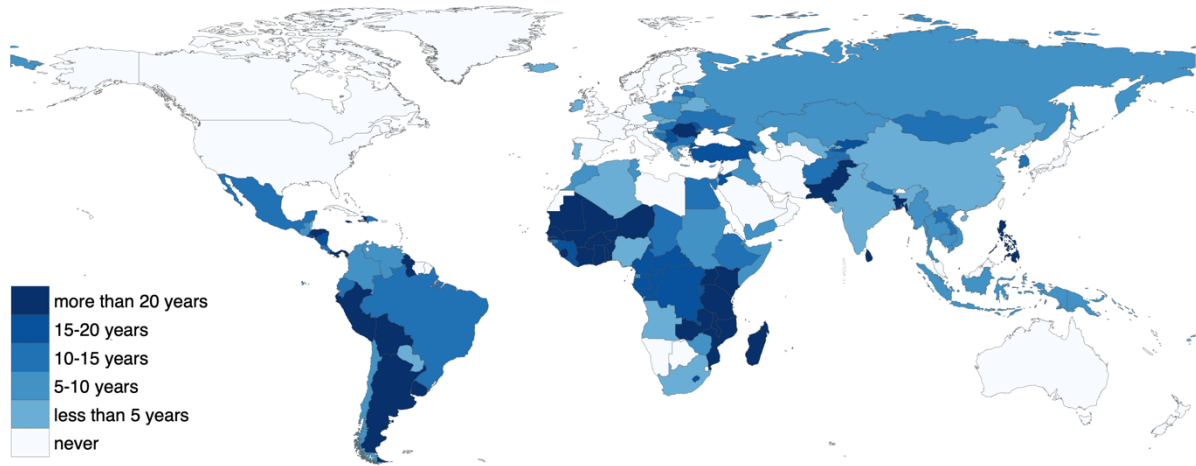 more than 20 years
15-20 years
10-15 years
5-10 years
less than 5 years
never